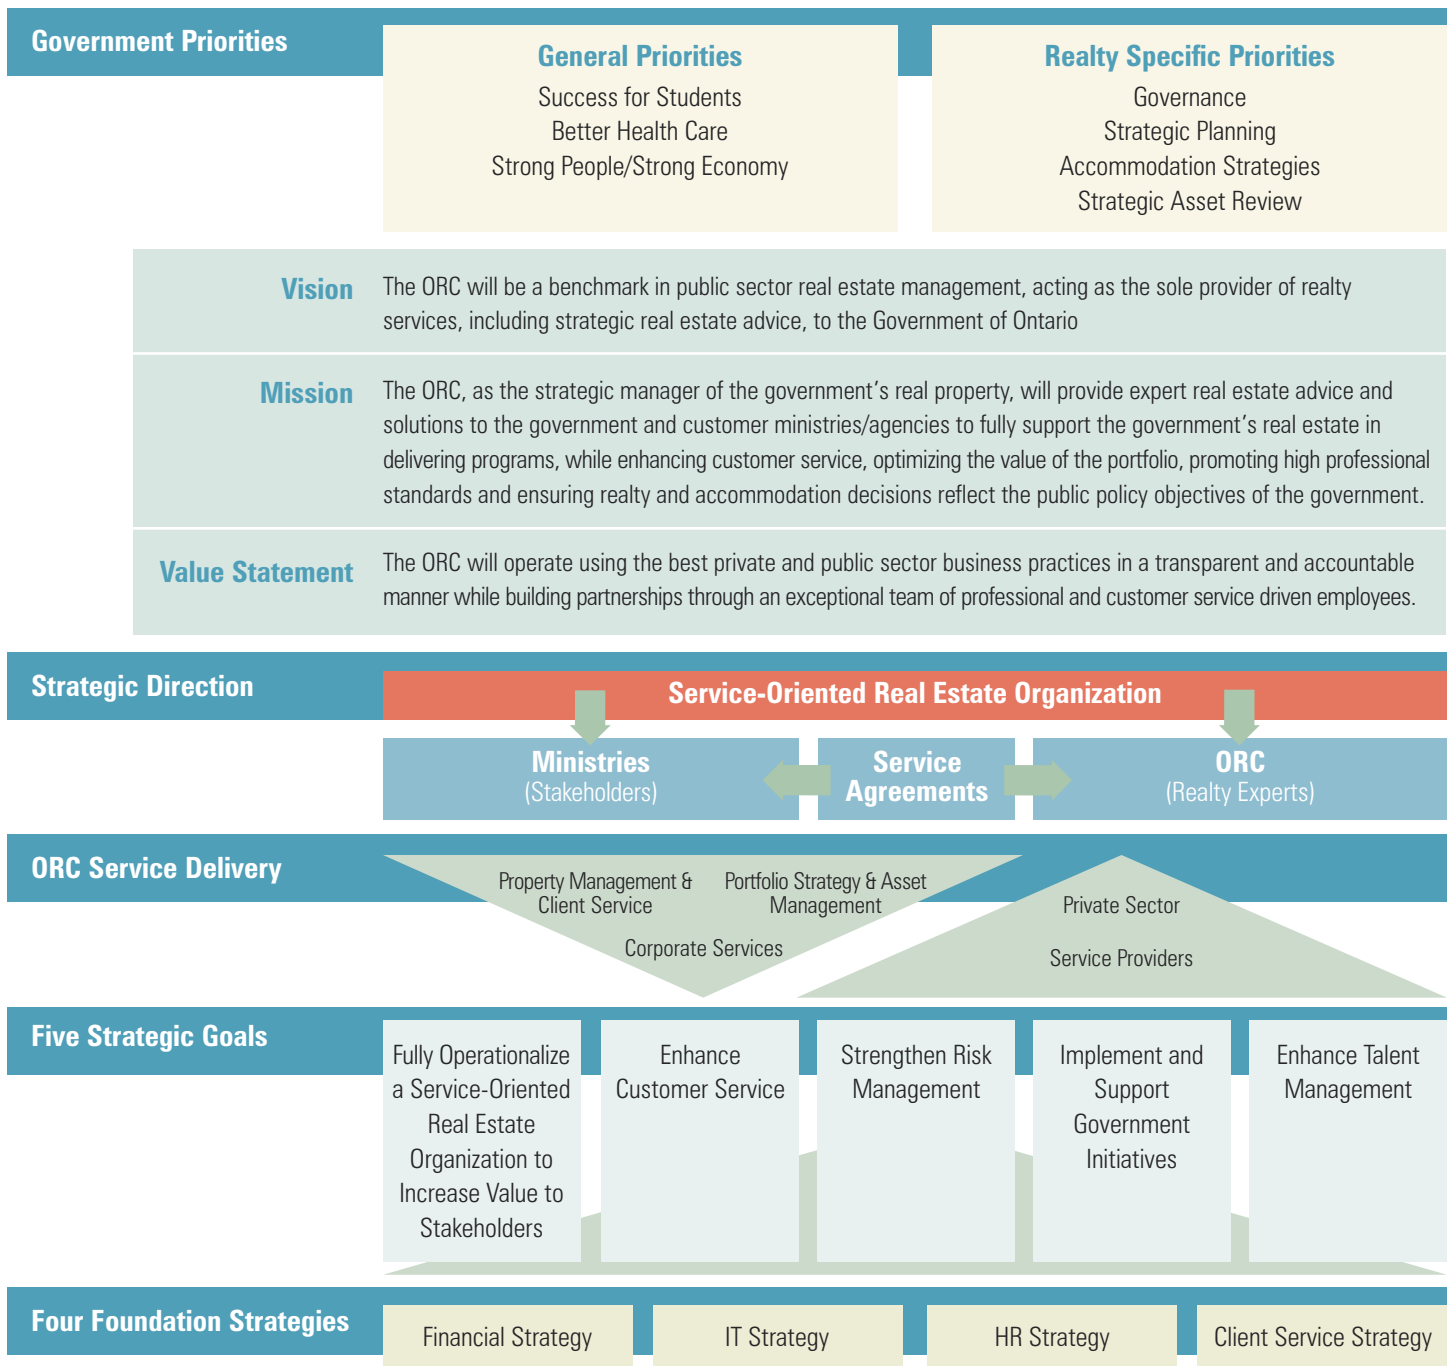 Government Priorities
General Priorities
Success for Students
Better Health Care
Strong People/Strong Economy
Realty Specific Priorities
Governance
Strategic Planning
Accommodation Strategies
Strategic Asset Review
Vision
The ORC will be a benchmark in public sector real estate management, acting as the sole provider of realty
services, including strategic real estate advice, to the Government of Ontario
Mission
The ORC, as the strategic manager of the government’s real property, will provide expert real estate advice and
solutions to the government and customer ministries/agencies to fully support the government’s real estate in
delivering programs, while enhancing customer service, optimizing the value of the portfolio, promoting high professional
standards and ensuring realty and accommodation decisions reflect the public policy objectives of the government.
Value Statement
The ORC will operate using the best private and public sector business practices in a transparent and accountable
manner while building partnerships through an exceptional team of professional and customer service driven employees.
Strategic Direction
Service-Oriented Real Estate Organization
Ministries
(Stakeholders)
Service
Agreements
ORC
(Realty Experts)
ORC Service Delivery
Property Management &
Client Service
Portfolio Strategy & Asset
Management
Corporate Services
Private Sector
Service Providers
Five Strategic Goals
Fully Operationalize
a Service-Oriented
Real Estate
Organization to
Increase Value to
Stakeholders
Enhance
Customer Service
Strengthen Risk
Management
Implement and
Support
Government
Initiatives
Enhance Talent
Management
Four Foundation Strategies
Financial Strategy
IT Strategy
HR Strategy
Client Service Strategy